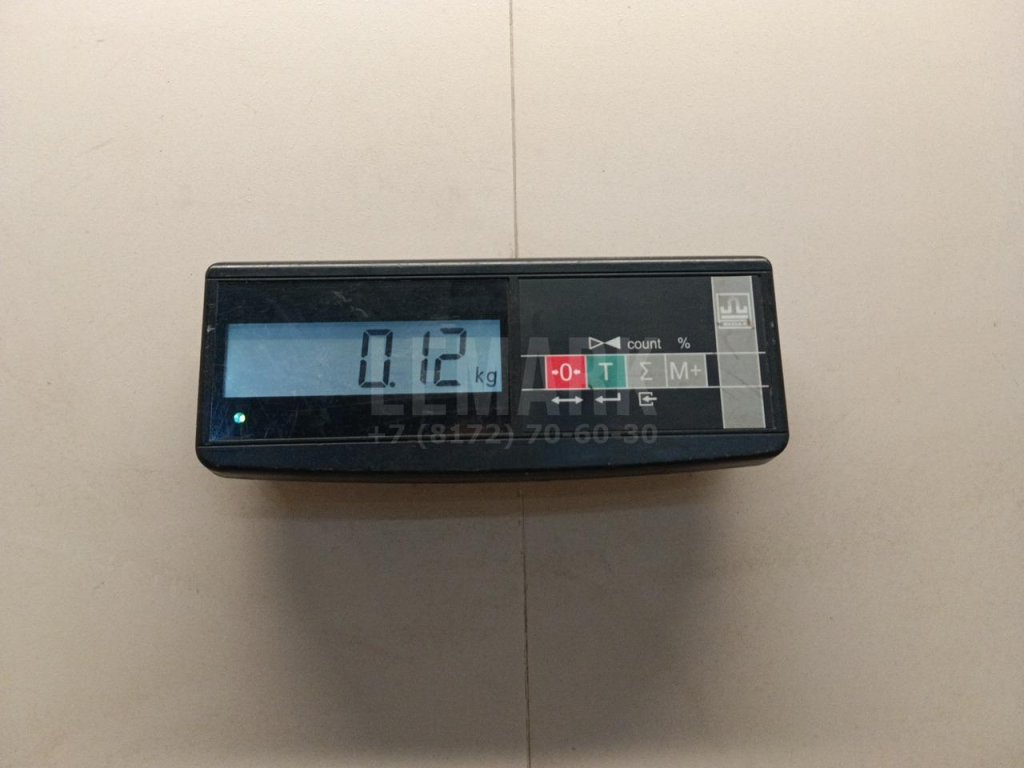 0.12 kg
count %
→0← T Σ M+
LEMARK
+7 (8172) 70-60-30